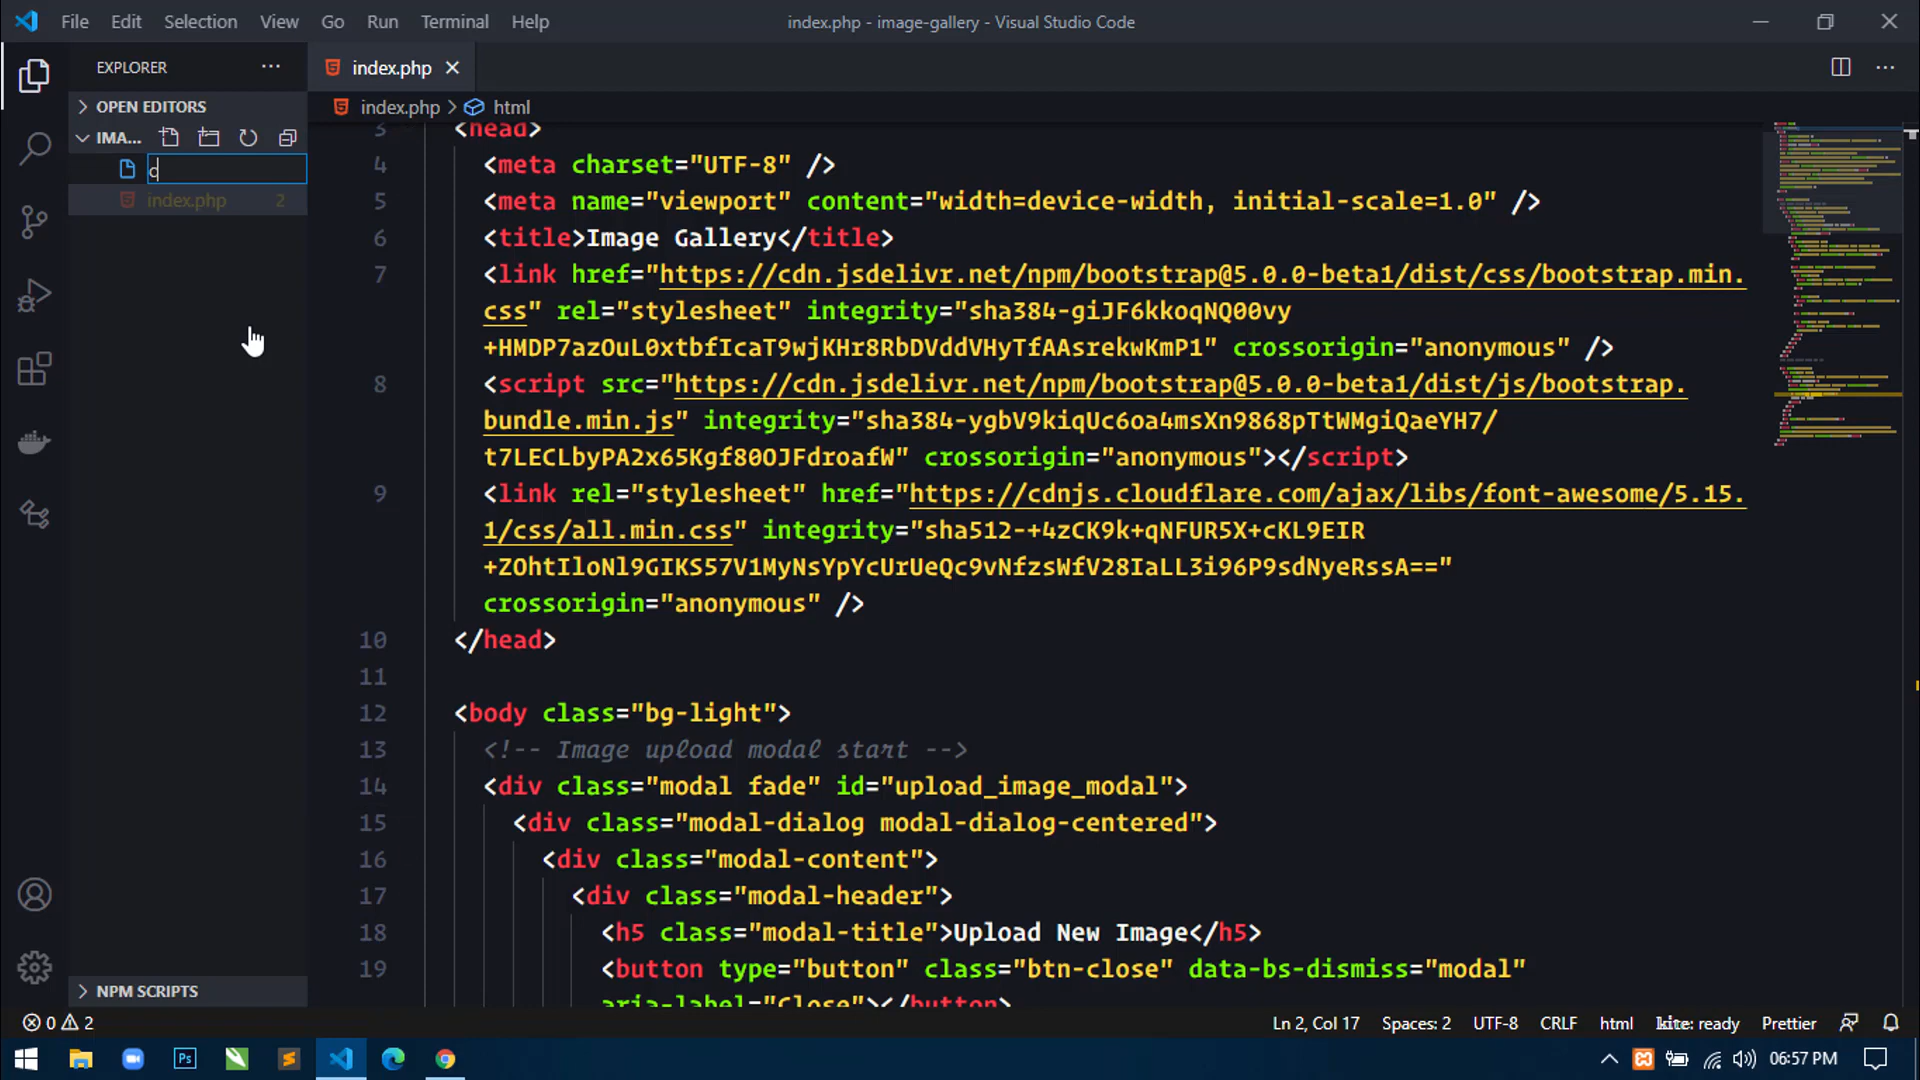 File Edit Selection View Go Run Terminal Help
index.php - image-gallery - Visual Studio Code
EXPLORER
index.php
OPEN EDITORS
index.php > html
IMA...
c
index.php 2
3 <head>
4 <meta charset="UTF-8" />
5 <meta name="viewport" content="width=device-width, initial-scale=1.0" />
6 <title>Image Gallery</title>
7 <link href="https://cdn.jsdelivr.net/npm/bootstrap@5.0.0-beta1/dist/css/bootstrap.min.
css" rel="stylesheet" integrity="sha384-giJF6kkoqNQ00vy
+HMDP7azOuL0xtbfIcaT9wjKHr8RbDVddVHyTfAAsrekwKmP1" crossorigin="anonymous" />
8 <script src="https://cdn.jsdelivr.net/npm/bootstrap@5.0.0-beta1/dist/js/bootstrap.
bundle.min.js" integrity="sha384-ygbV9kiqUc6oa4msXn9868pTtWMgiQaeYH7/
t7LECLbyPA2x65Kgf80OJFdroafW" crossorigin="anonymous"></script>
9 <link rel="stylesheet" href="https://cdnjs.cloudflare.com/ajax/libs/font-awesome/5.15.
1/css/all.min.css" integrity="sha512-+4zCK9k+qNFUR5X+cKL9EIR
+ZOhtIloNl9GIKS57V1MyNsYpYcUrUeQc9vNfzsWfV28IaLL3i96P9sdNyeRssA=="
crossorigin="anonymous" />
10 </head>
11
12 <body class="bg-light">
13 <!-- Image upload modal start -->
14 <div class="modal fade" id="upload_image_modal">
15 <div class="modal-dialog modal-dialog-centered">
16 <div class="modal-content">
17 <div class="modal-header">
18 <h5 class="modal-title">Upload New Image</h5>
19 <button type="button" class="btn-close" data-bs-dismiss="modal"
aria-label="Close"></button>
NPM SCRIPTS
0 2
Ln 2, Col 17 Spaces: 2 UTF-8 CRLF html kite: ready Prettier
Ps
06:57 PM